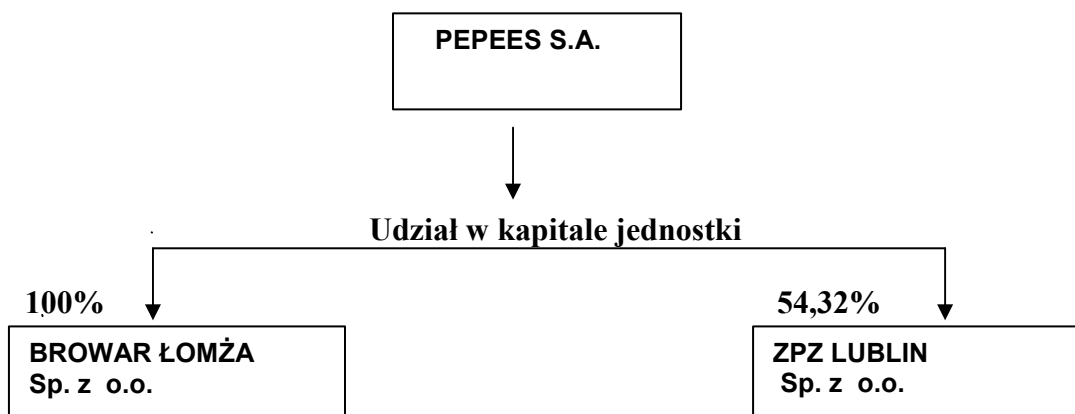 PEPEES S.A.
Udział w kapitale jednostki
100%
54,32%
BROWAR ŁOMŻA
Sp. z o.o.
ZPZ LUBLIN
Sp. z o.o.